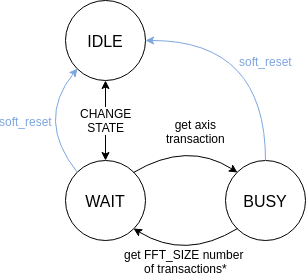 IDLE
soft_reset
soft_reset
CHANGE
STATE
get axis
transaction
WAIT
BUSY
get FFT_SIZE number
of transactions*